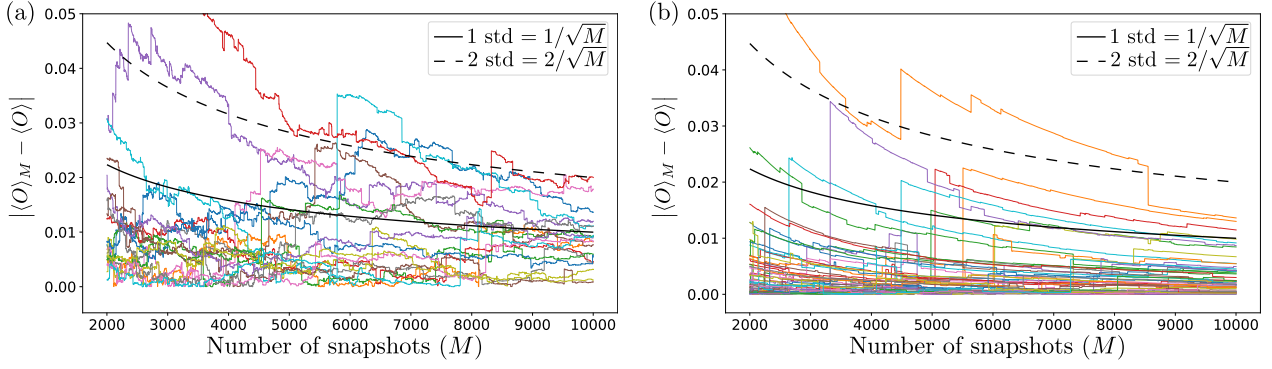 (a)
0.05
0.04
0.03
0.02
0.01
0.00
|⟨O⟩_M − ⟨O⟩|
1 std = 1/√M
2 std = 2/√M
2000 3000 4000 5000 6000 7000 8000 9000 10000
Number of snapshots (M)
(b)
0.05
0.04
0.03
0.02
0.01
0.00
|⟨O⟩_M − ⟨O⟩|
1 std = 1/√M
2 std = 2/√M
2000 3000 4000 5000 6000 7000 8000 9000 10000
Number of snapshots (M)